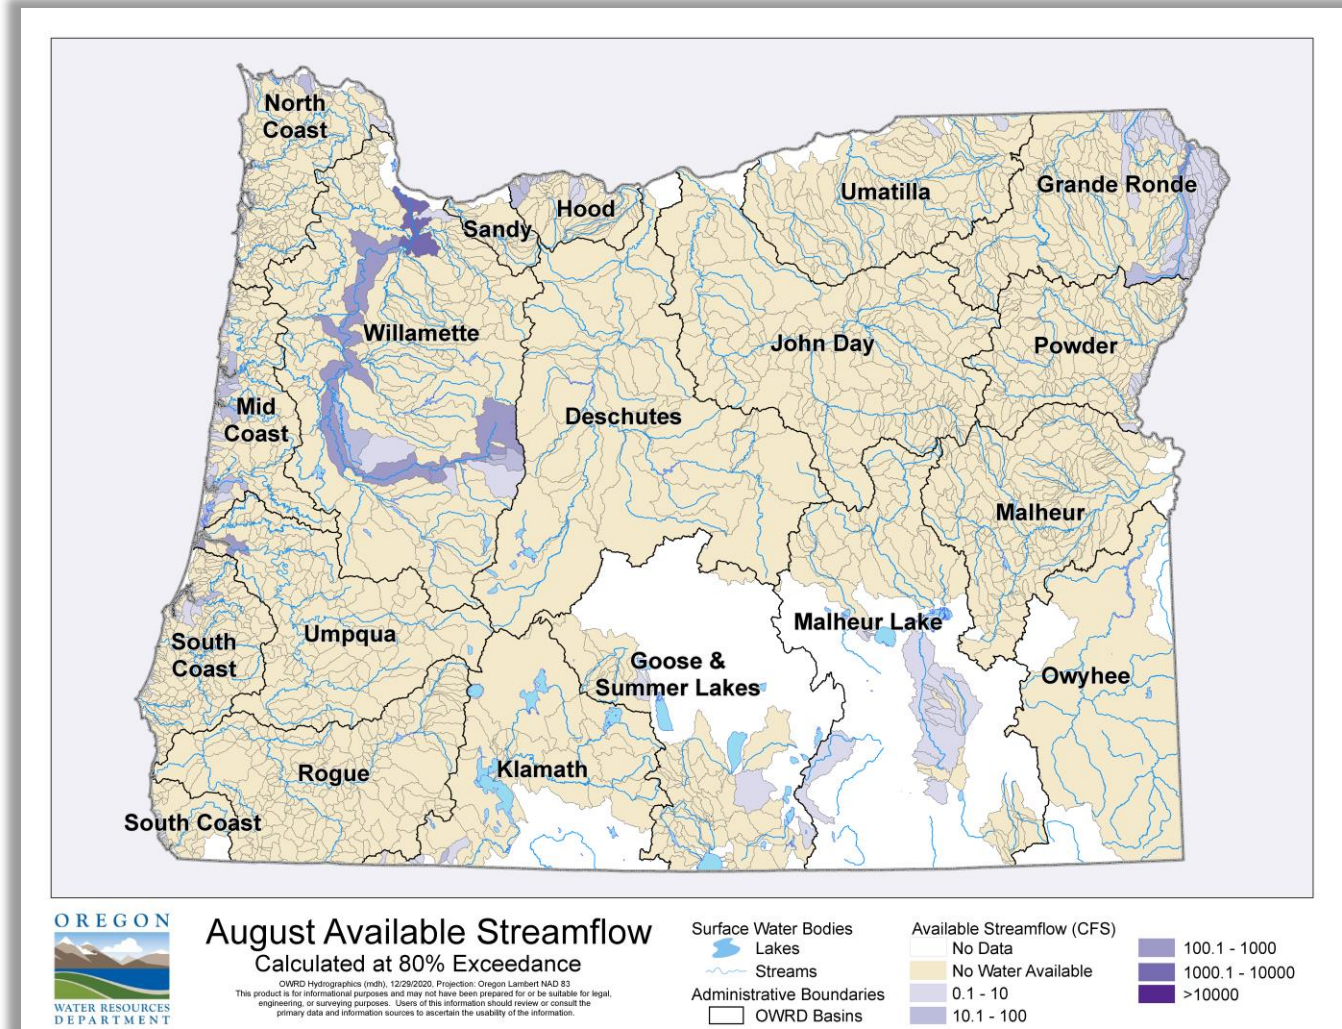 North
Coast
Umatilla
Grande Ronde
Hood
Sandy
Willamette
John Day
Powder
Mid
Coast
Deschutes
Malheur
Malheur Lake
Umpqua
South
Coast
Goose &
Summer Lakes
Owyhee
Rogue
Klamath
South Coast
OREGON
WATER RESOURCES
DEPARTMENT
August Available Streamflow
Calculated at 80% Exceedance
OWRD Hydrographics (mdh), 12/29/2020, Projection: Oregon Lambert NAD 83
This product is for informational purposes and may not have been prepared for or be suitable for legal,
engineering, or surveying purposes. Users of this information should review or consult the
primary data and information sources to ascertain the usability of the information.
Surface Water Bodies
Lakes
Streams
Administrative Boundaries
OWRD Basins
Available Streamflow (CFS)
No Data
No Water Available
0.1 - 10
10.1 - 100
100.1 - 1000
1000.1 - 10000
>10000